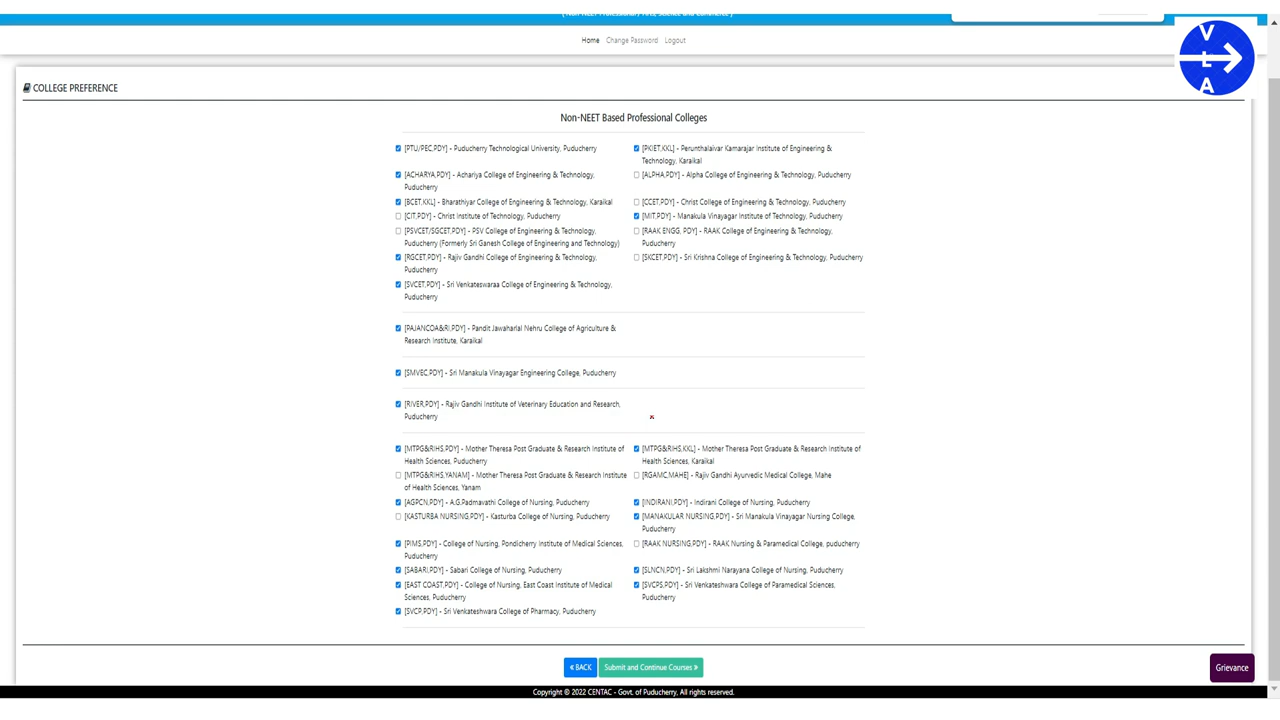 ( Non-NEET Professional / Arts, Science and Commerce )
Home Change Password Logout
V
L
A
COLLEGE PREFERENCE
Non-NEET Based Professional Colleges
[PTU/PEC,PDY] - Puducherry Technological University, Puducherry
[PKIET,KKL] - Perunthalaivar Kamarajar Institute of Engineering &
Technology, Karaikal
[ACHARYA,PDY] - Achariya College of Engineering & Technology,
Puducherry
[ALPHA,PDY] - Alpha College of Engineering & Technology, Puducherry
[BCET,KKL] - Bharathiyar College of Engineering & Technology, Karaikal
[CCET,PDY] - Christ College of Engineering & Technology, Puducherry
[CIT,PDY] - Christ Institute of Technology, Puducherry
[MIT,PDY] - Manakula Vinayagar Institute of Technology, Puducherry
[PSVCET/SGCET,PDY] - PSV College of Engineering & Technology,
Puducherry (Formerly Sri Ganesh College of Engineering and Technology)
[RAAK ENGG, PDY] - RAAK College of Engineering & Technology,
Puducherry
[RGCET,PDY] - Rajiv Gandhi College of Engineering & Technology,
Puducherry
[SKCET,PDY] - Sri Krishna College of Engineering & Technology, Puducherry
[SVCET,PDY] - Sri Venkateswaraa College of Engineering & Technology,
Puducherry
[PAJANCOA&RI,PDY] - Pandit Jawaharlal Nehru College of Agriculture &
Research Institute, Karaikal
[SMVEC,PDY] - Sri Manakula Vinayagar Engineering College, Puducherry
[RIVER,PDY] - Rajiv Gandhi Institute of Veterinary Education and Research,
Puducherry
[MTPG&RIHS,PDY] - Mother Theresa Post Graduate & Research Institute of
Health Sciences, Puducherry
[MTPG&RIHS,KKL] - Mother Theresa Post Graduate & Research Institute of
Health Sciences, Karaikal
[MTPG&RIHS,YANAM] - Mother Theresa Post Graduate & Research Institute
of Health Sciences, Yanam
[RGAMC,MAHE] - Rajiv Gandhi Ayurvedic Medical College, Mahe
[AGPCN,PDY] - A.G.Padmavathi College of Nursing, Puducherry
[INDIRANI,PDY] - Indirani College of Nursing, Puducherry
[KASTURBA NURSING,PDY] - Kasturba College of Nursing, Puducherry
[MANAKULAR NURSING,PDY] - Sri Manakula Vinayagar Nursing College,
Puducherry
[PIMS,PDY] - College of Nursing, Pondicherry Institute of Medical Sciences,
Puducherry
[RAAK NURSING,PDY] - RAAK Nursing & Paramedical College, puducherry
[SABARI,PDY] - Sabari College of Nursing, Puducherry
[SLNCN,PDY] - Sri Lakshmi Narayana College of Nursing, Puducherry
[EAST COAST,PDY] - College of Nursing, East Coast Institute of Medical
Sciences, Puducherry
[SVCPS,PDY] - Sri Venkateshwara College of Paramedical Sciences,
Puducherry
[SVCP,PDY] - Sri Venkateshwara College of Pharmacy, Puducherry
« BACK
Submit and Continue Courses »
Grievance
Copyright © 2022 CENTAC - Govt. of Puducherry, All rights reserved.